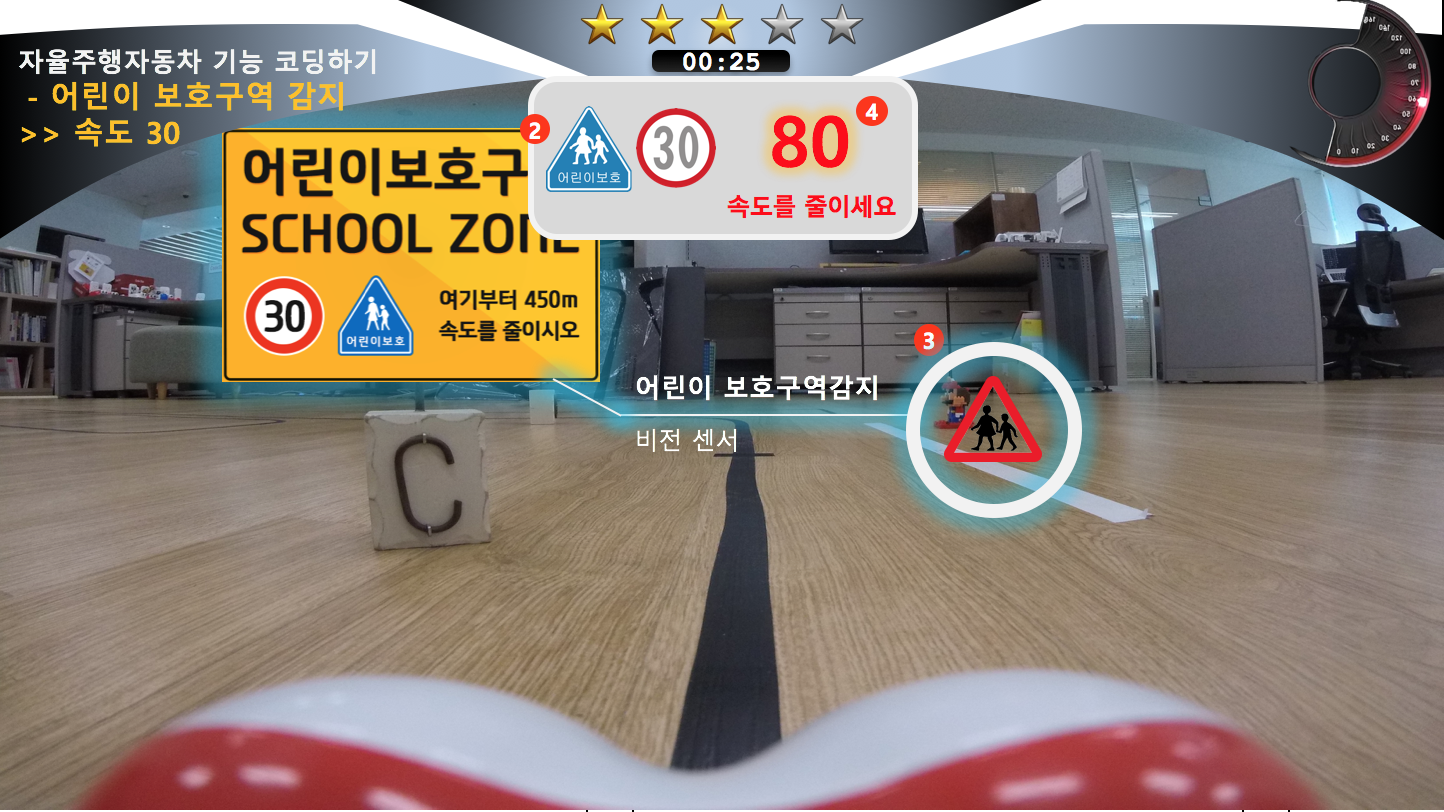 자율주행자동차 기능 코딩하기
- 어린이 보호구역 감지
>> 속도 30
00:25
2
어린이보호
30
80
4
속도를 줄이세요
어린이보호구
SCHOOL ZONE
30
어린이보호
여기부터 450m
속도를 줄이시오
3
어린이 보호구역감지
비전 센서
C